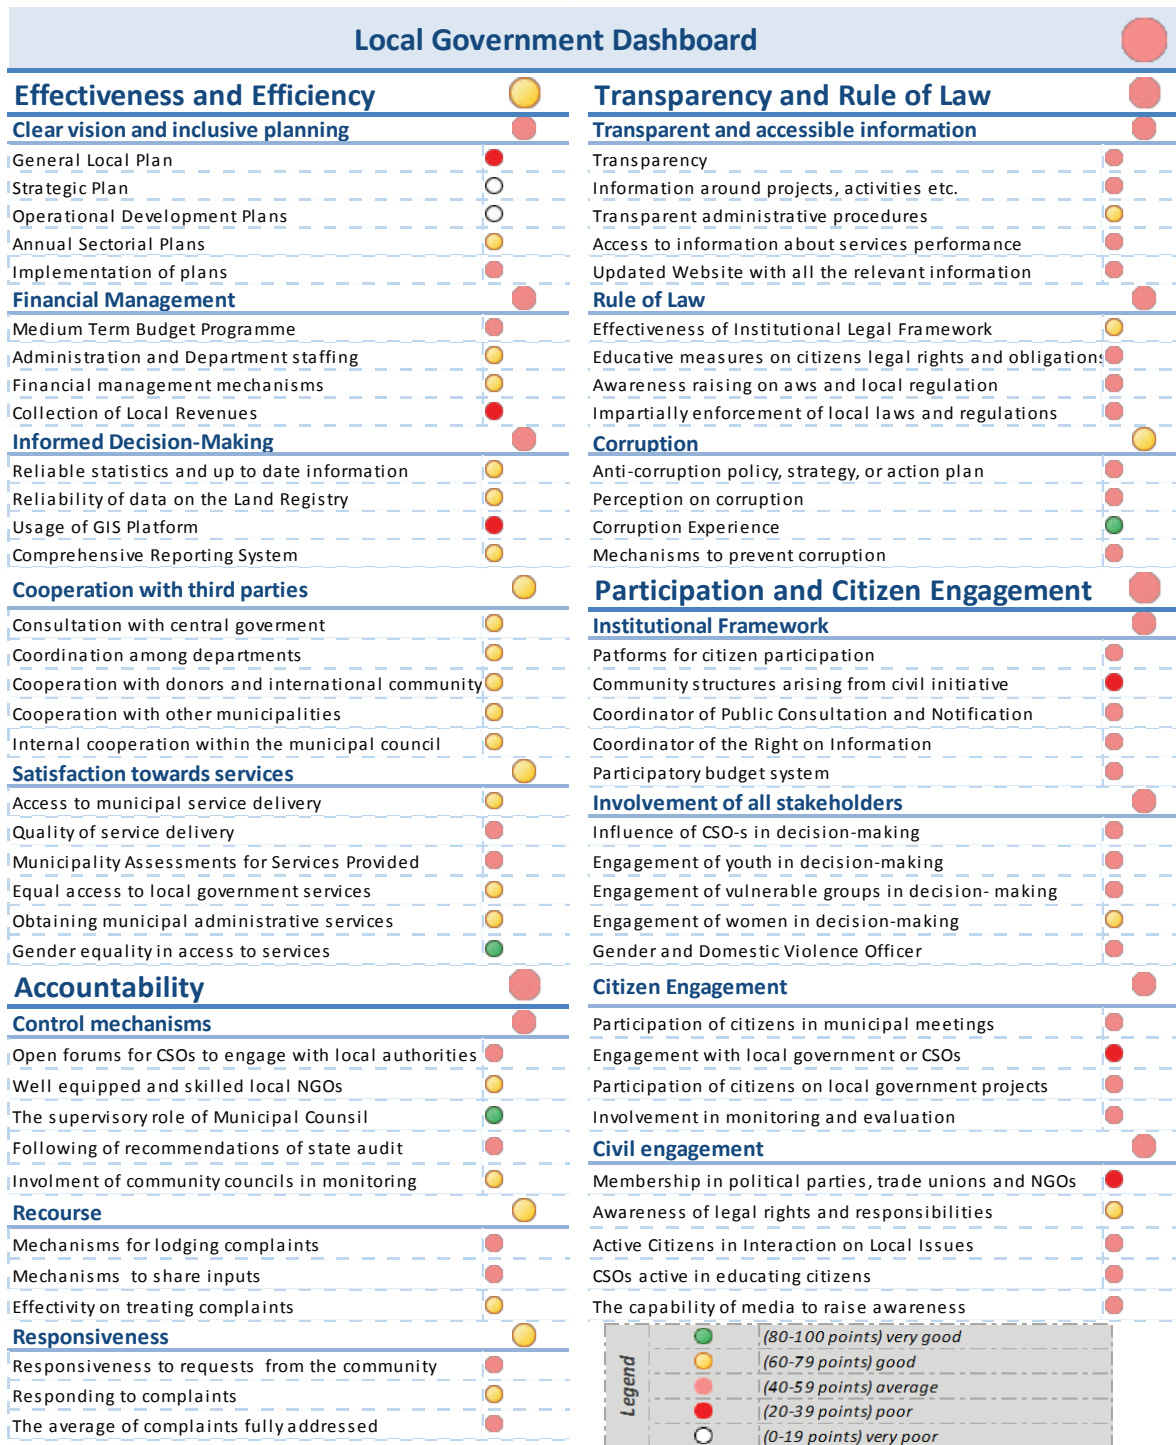 Local Government Dashboard
Effectiveness and Efficiency
Clear vision and inclusive planning
General Local Plan
Strategic Plan
Operational Development Plans
Annual Sectorial Plans
Implementation of plans
Financial Management
Medium Term Budget Programme
Administration and Department staffing
Financial management mechanisms
Collection of Local Revenues
Informed Decision-Making
Reliable statistics and up to date information
Reliability of data on the Land Registry
Usage of GIS Platform
Comprehensive Reporting System
Cooperation with third parties
Consultation with central goverment
Coordination among departments
Cooperation with donors and international community
Cooperation with other municipalities
Internal cooperation within the municipal council
Satisfaction towards services
Access to municipal service delivery
Quality of service delivery
Municipality Assessments for Services Provided
Equal access to local government services
Obtaining municipal administrative services
Gender equality in access to services
Accountability
Control mechanisms
Open forums for CSOs to engage with local authorities
Well equipped and skilled local NGOs
The supervisory role of Municipal Counsil
Following of recommendations of state audit
Involment of community councils in monitoring
Recourse
Mechanisms for lodging complaints
Mechanisms to share inputs
Effectivity on treating complaints
Responsiveness
Responsiveness to requests from the community
Responding to complaints
The average of complaints fully addressed
Transparency and Rule of Law
Transparent and accessible information
Transparency
Information around projects, activities etc.
Transparent administrative procedures
Access to information about services performance
Updated Website with all the relevant information
Rule of Law
Effectiveness of Institutional Legal Framework
Educative measures on citizens legal rights and obligations
Awareness raising on aws and local regulation
Impartially enforcement of local laws and regulations
Corruption
Anti-corruption policy, strategy, or action plan
Perception on corruption
Corruption Experience
Mechanisms to prevent corruption
Participation and Citizen Engagement
Institutional Framework
Patforms for citizen participation
Community structures arising from civil initiative
Coordinator of Public Consultation and Notification
Coordinator of the Right on Information
Participatory budget system
Involvement of all stakeholders
Influence of CSO-s in decision-making
Engagement of youth in decision-making
Engagement of vulnerable groups in decision- making
Engagement of women in decision-making
Gender and Domestic Violence Officer
Citizen Engagement
Participation of citizens in municipal meetings
Engagement with local government or CSOs
Participation of citizens on local government projects
Involvement in monitoring and evaluation
Civil engagement
Membership in political parties, trade unions and NGOs
Awareness of legal rights and responsibilities
Active Citizens in Interaction on Local Issues
CSOs active in educating citizens
The capability of media to raise awareness
Legend
(80-100 points) very good
(60-79 points) good
(40-59 points) average
(20-39 points) poor
(0-19 points) very poor